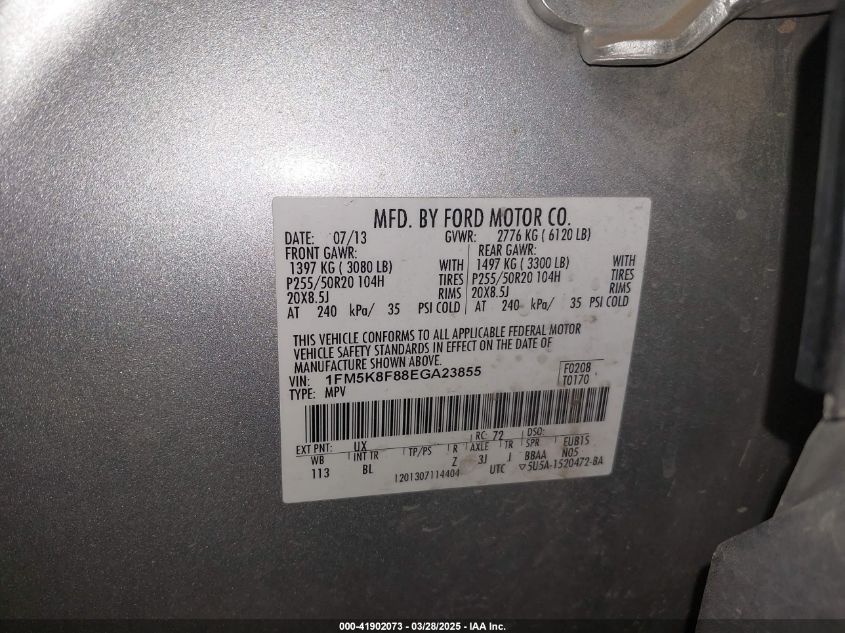 MFD. BY FORD MOTOR CO.
DATE: 07/13 GVWR: 2776 KG ( 6120 LB)
FRONT GAWR: REAR GAWR:
1397 KG ( 3080 LB) WITH 1497 KG ( 3300 LB) WITH
P255/50R20 104H TIRES P255/50R20 104H TIRES
20X8.5J RIMS 20X8.5J RIMS
AT 240 kPa/ 35 PSI COLD AT 240 kPa/ 35 PSI COLD
THIS VEHICLE CONFORMS TO ALL APPLICABLE FEDERAL MOTOR
VEHICLE SAFETY STANDARDS IN EFFECT ON THE DATE OF
MANUFACTURE SHOWN ABOVE.
VIN: 1FM5K8F88EGA23855 F0208
TYPE: MPV T0170
EXT PNT: UX RC: 72 DSO:
WB INT TR TP/PS R AXLE TR SPR EUB15
113 BL Z 3J J BBAA N05
1201307114404 UTC ▽5U5A-1520472-BA
000-41902073 - 03/28/2025 - IAA Inc.